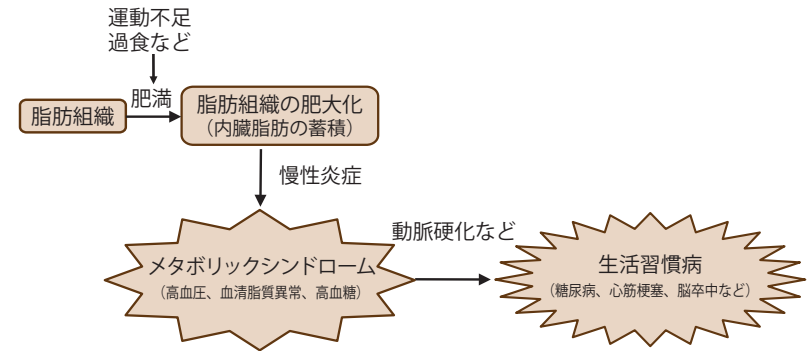 運動不足
過食など
肥満
脂肪組織
脂肪組織の肥大化
（内臓脂肪の蓄積）
慢性炎症
動脈硬化など
メタボリックシンドローム
（高血圧、血清脂質異常、高血糖）
生活習慣病
（糖尿病、心筋梗塞、脳卒中など）